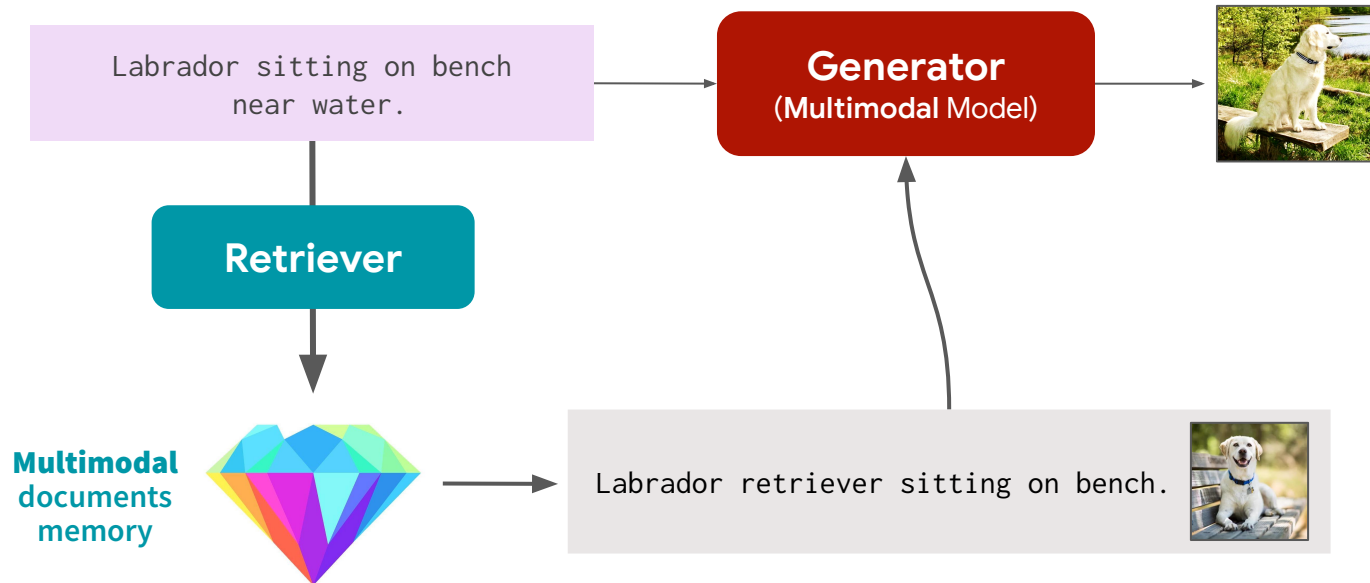 Labrador sitting on bench
near water.
Generator
(Multimodal Model)
Retriever
Multimodal
documents
memory
Labrador retriever sitting on bench.